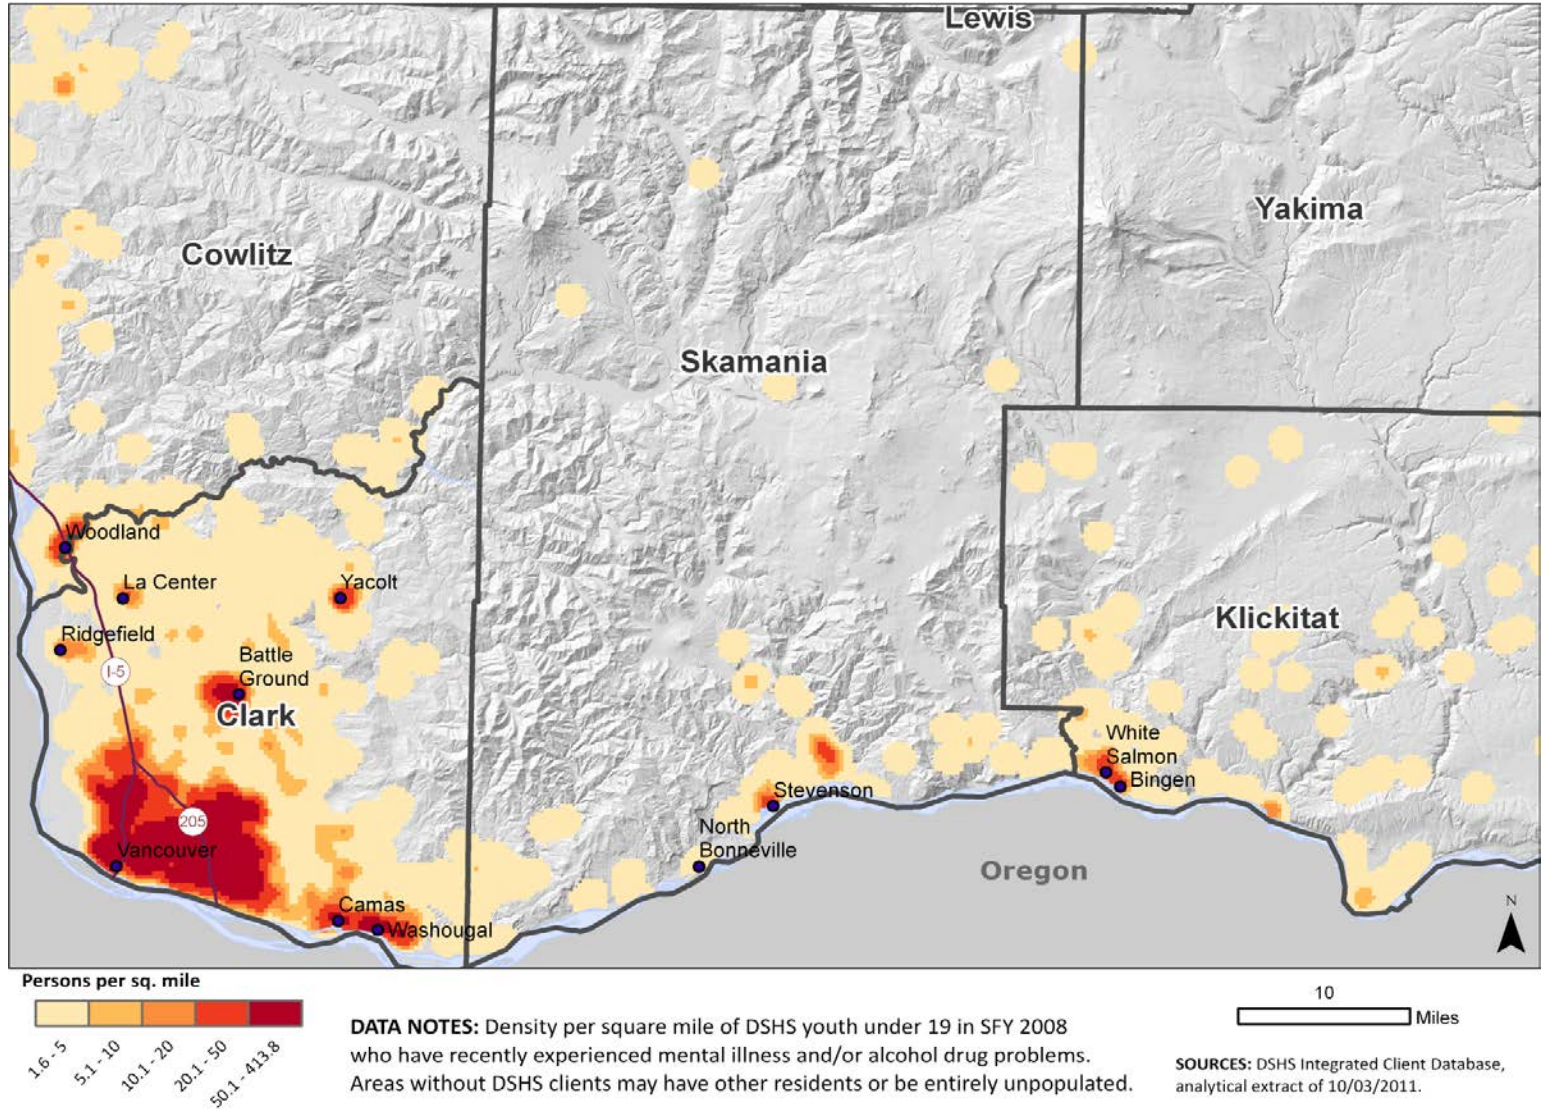 Lewis
Yakima
Cowlitz
Skamania
Woodland
La Center
Yacolt
Klickitat
Ridgefield
Battle
Ground
I-5
Clark
White
Salmon
Bingen
Stevenson
205
North
Bonneville
Vancouver
Oregon
N
Camas
Washougal
Persons per sq. mile
1.6 - 5
5.1 - 10
10.1 - 20
20.1 - 50
50.1 - 413.8
DATA NOTES: Density per square mile of DSHS youth under 19 in SFY 2008
who have recently experienced mental illness and/or alcohol drug problems.
Areas without DSHS clients may have other residents or be entirely unpopulated.
10
Miles
SOURCES: DSHS Integrated Client Database,
analytical extract of 10/03/2011.